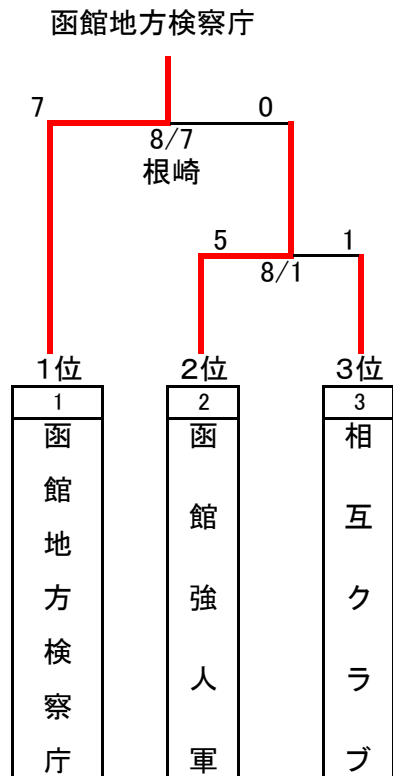 函館地方検察庁
7 0
8/7
根崎
5 1
8/1
1位 2位 3位
1 2 3
函館地方検察庁
函館強人軍
相互クラブ